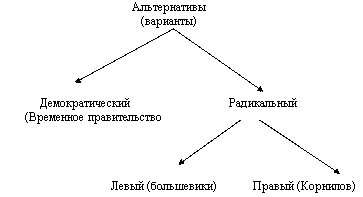 Альтернативы
(варианты)
Демократический
(Временное правительство
Радикальный
Левый (большевики)
Правый (Корнилов)